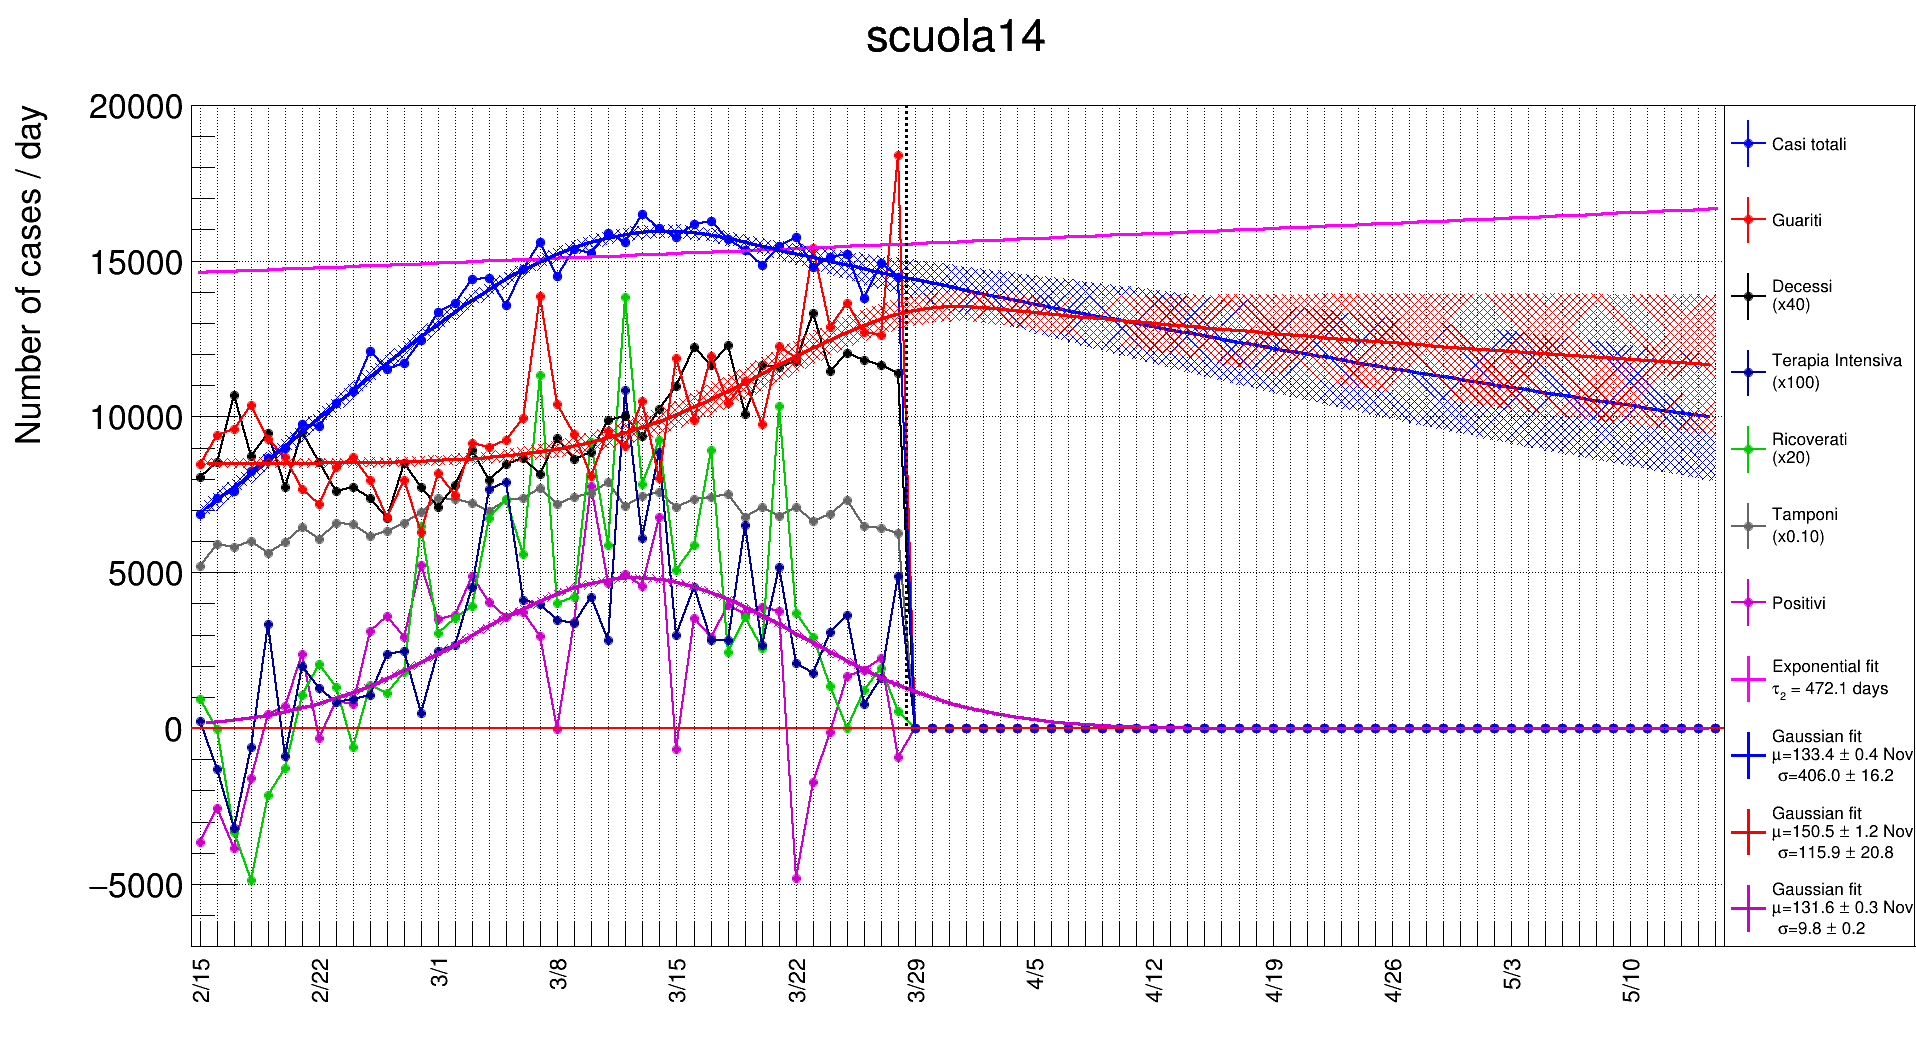 scuola14
Number of cases / day
20000
15000
10000
5000
0
−5000
2/15
2/22
3/1
3/8
3/15
3/22
3/29
4/5
4/12
4/19
4/26
5/3
5/10
Casi totali
Guariti
Decessi
(x40)
Terapia Intensiva
(x100)
Ricoverati
(x20)
Tamponi
(x0.10)
Positivi
Exponential fit
τ2 = 472.1 days
Gaussian fit
μ=133.4 ± 0.4 Nov
σ=406.0 ± 16.2
Gaussian fit
μ=150.5 ± 1.2 Nov
σ=115.9 ± 20.8
Gaussian fit
μ=131.6 ± 0.3 Nov
σ=9.8 ± 0.2